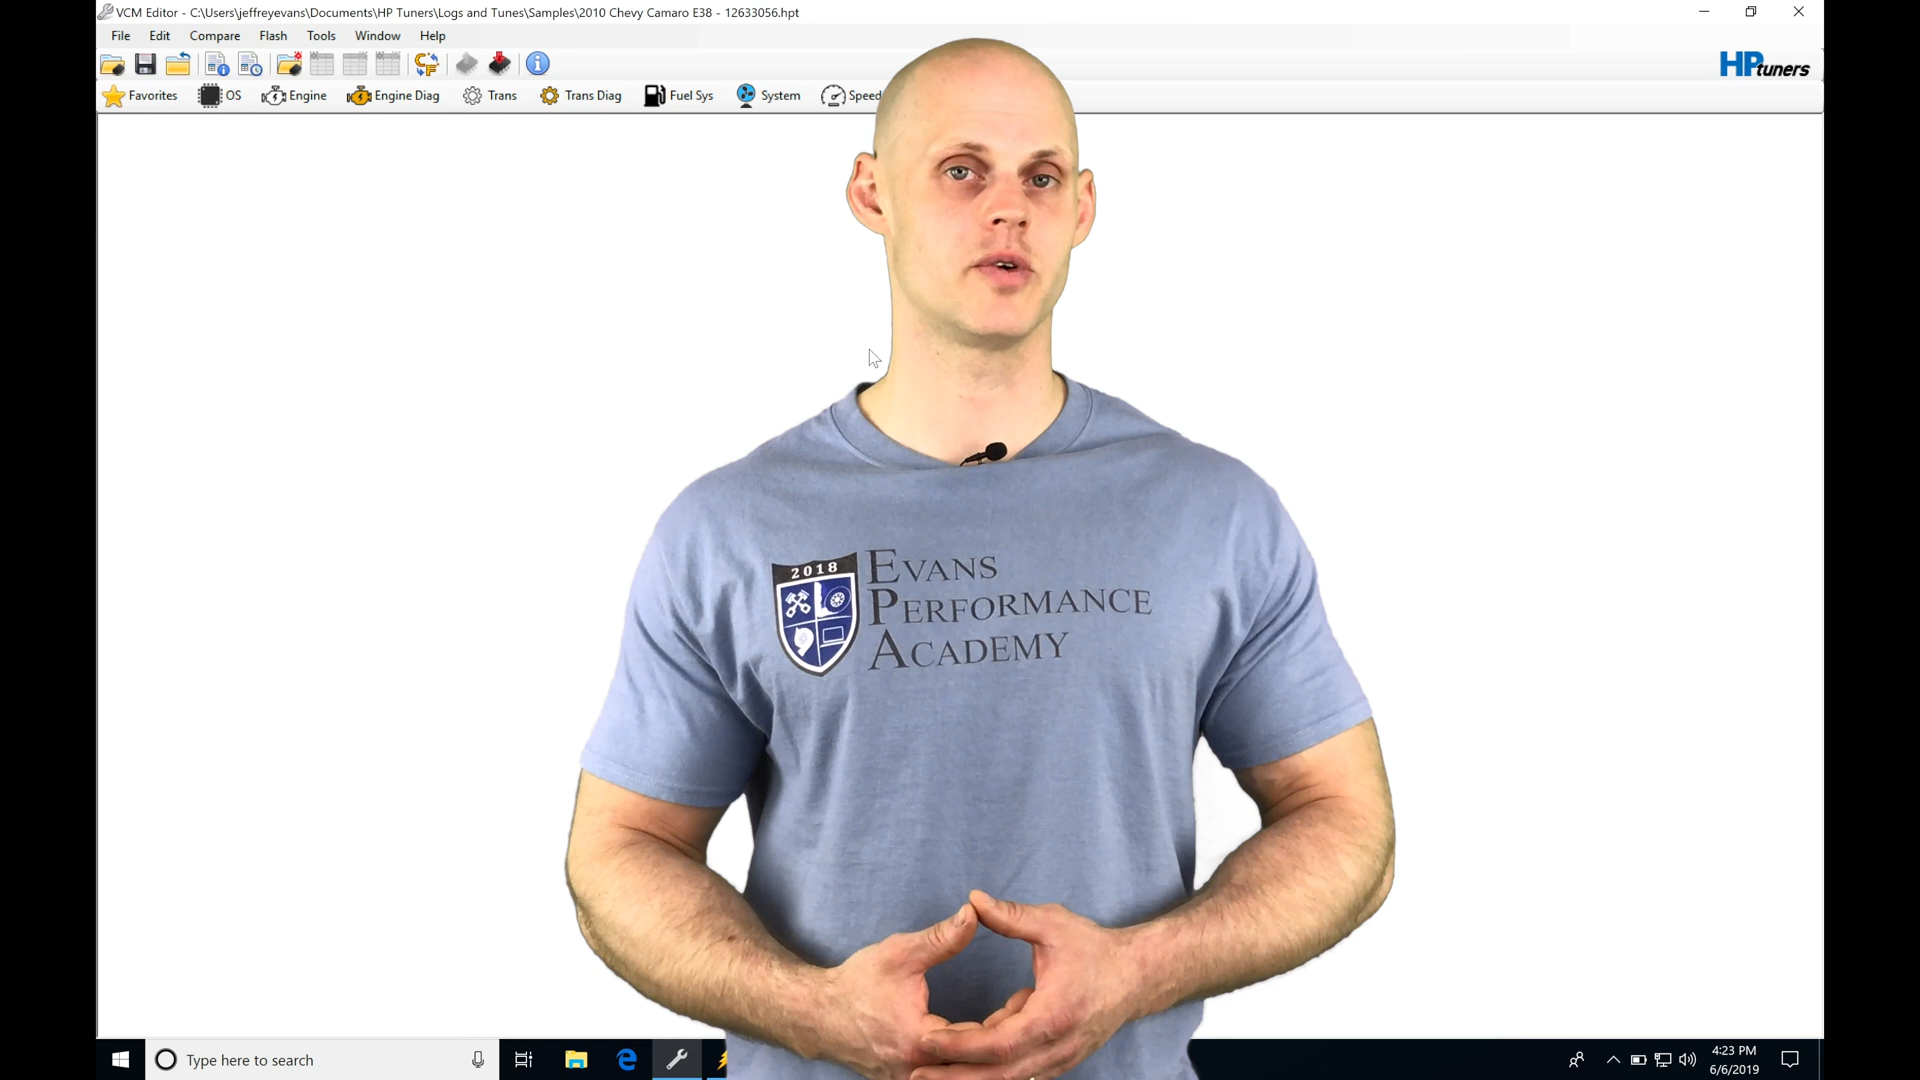 VCM Editor - C:\Users\jeffreyevans\Documents\HP Tuners\Logs and Tunes\Samples\2010 Chevy Camaro E38 - 12633056.hpt
File Edit Compare Flash Tools Window Help
HPtuners
Favorites OS Engine Engine Diag Trans Trans Diag Fuel Sys System Speed
2018
EVANS
PERFORMANCE
ACADEMY
Type here to search
4:23 PM
6/6/2019